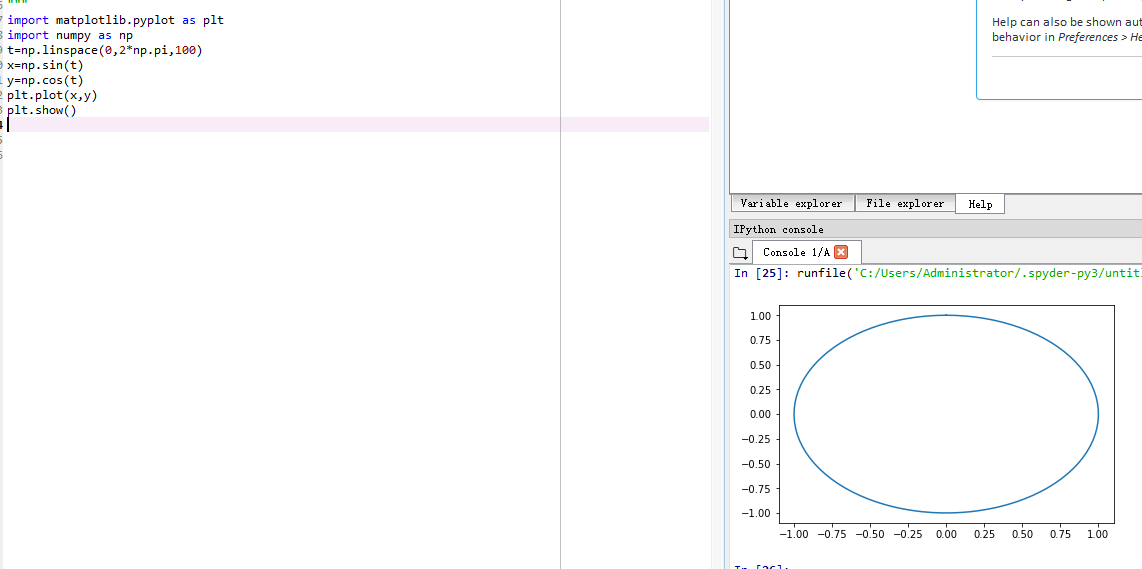 """
import matplotlib.pyplot as plt
import numpy as np
t=np.linspace(0,2*np.pi,100)
x=np.sin(t)
y=np.cos(t)
plt.plot(x,y)
plt.show()
Help can also be shown
behavior in Preferences >
Variable explorer
File explorer
Help
IPython console
Console 1/A
In [25]: runfile('C:/Users/Administrator/.spyder-py3/
1.00
0.75
0.50
0.25
0.00
−0.25
−0.50
−0.75
−1.00
−1.00 −0.75 −0.50 −0.25 0.00 0.25 0.50 0.75 1.00